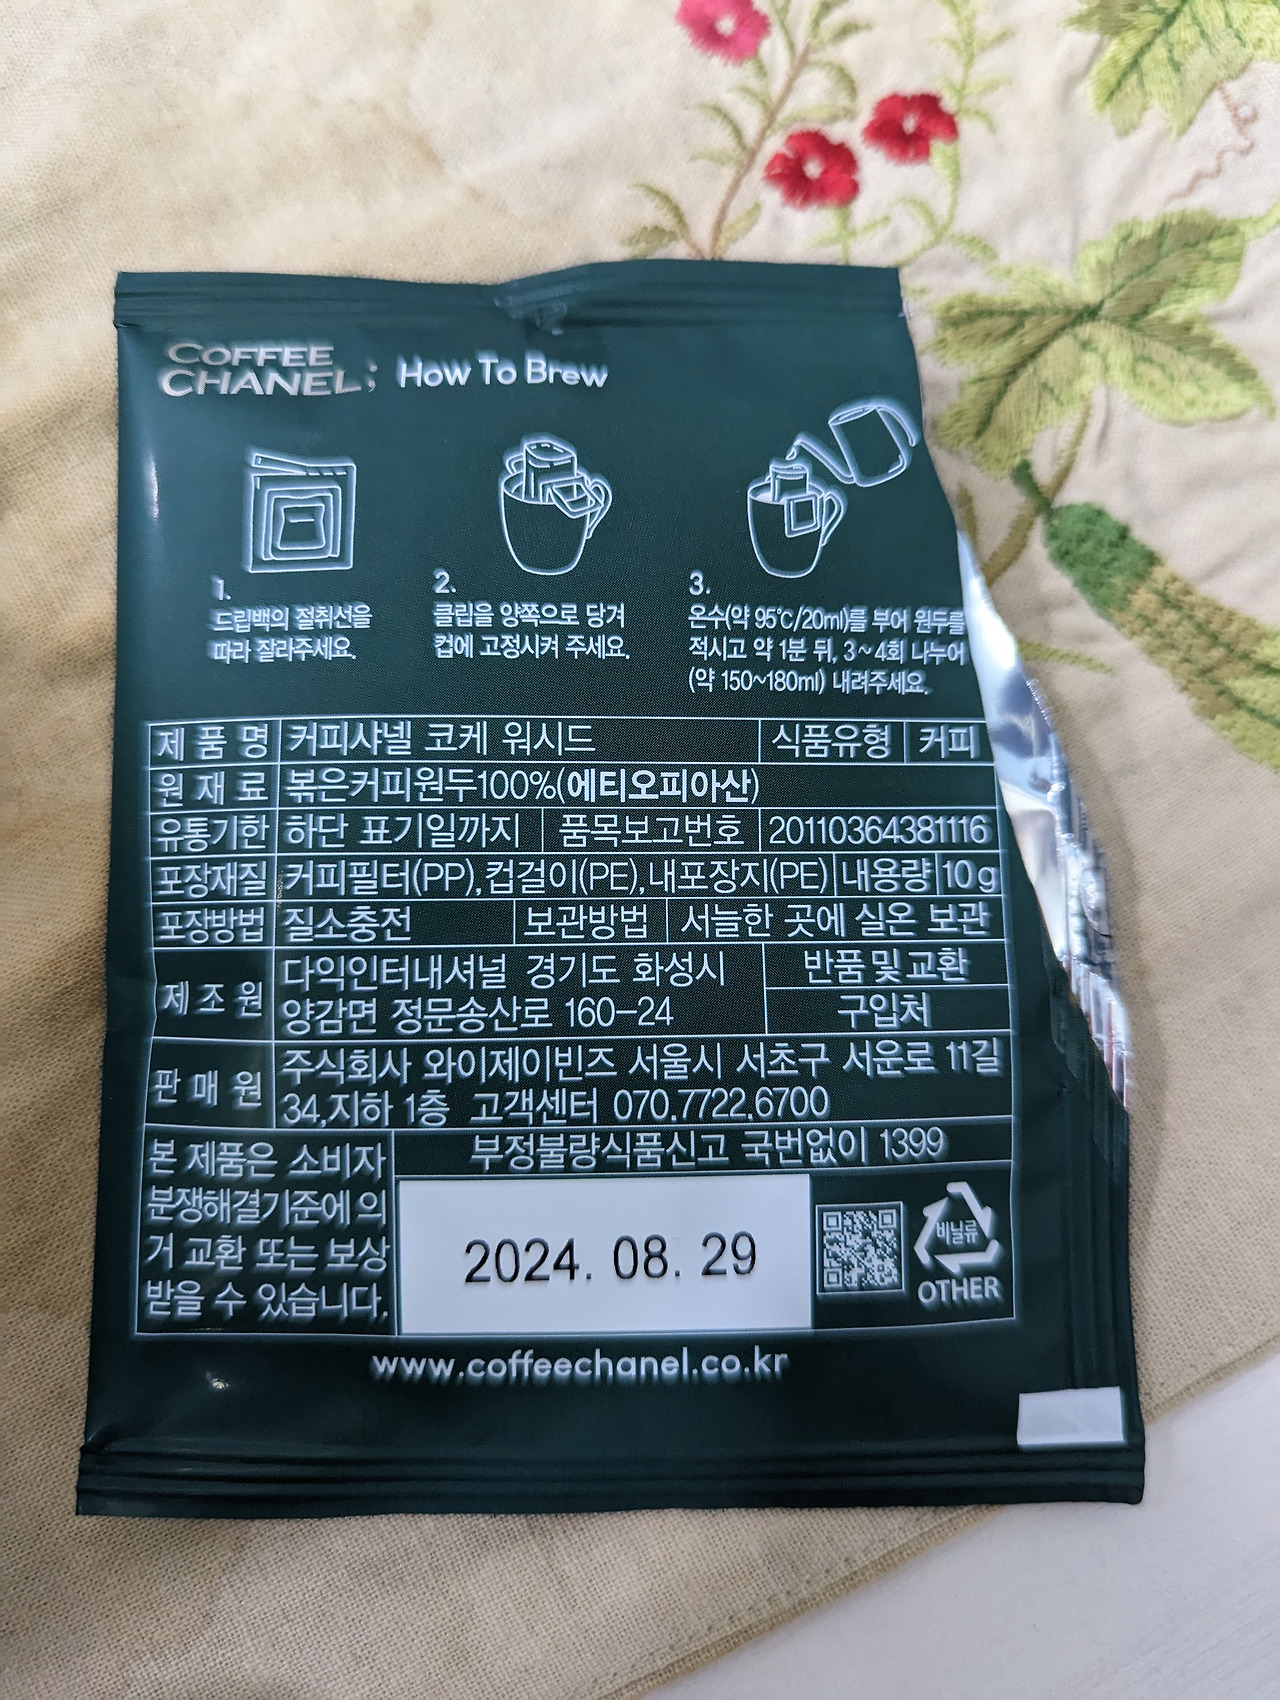 COFFEE
CHANEL; How To Brew
1.
드립백의 절취선을
따라 잘라주세요.
2.
클립을 양쪽으로 당겨
컵에 고정시켜 주세요.
3.
온수(약 95℃/20ml)를 부어 원두를
적시고 약 1분 뒤, 3~4회 나누어
(약 150~180ml) 내려주세요.
제 품 명 커피샤넬 코케 워시드 식품유형 커피
원 재 료 볶은커피원두100%(에티오피아산)
유통기한 하단 표기일까지 품목보고번호 20110364381116
포장재질 커피필터(PP),컵걸이(PE),내포장지(PE) 내용량 10g
포장방법 질소충전 보관방법 서늘한 곳에 실온 보관
제 조 원 다익인터내셔널 경기도 화성시
양감면 정문송산로 160-24
반품및교환
구입처
판 매 원 주식회사 와이제이빈즈 서울시 서초구 서운로 11길
34,지하 1층 고객센터 070.7722.6700
본 제품은 소비자
분쟁해결기준에 의
거 교환 또는 보상
받을 수 있습니다.
부정불량식품신고 국번없이 1399
2024. 08. 29
비닐류
OTHER
www.coffeechanel.co.kr